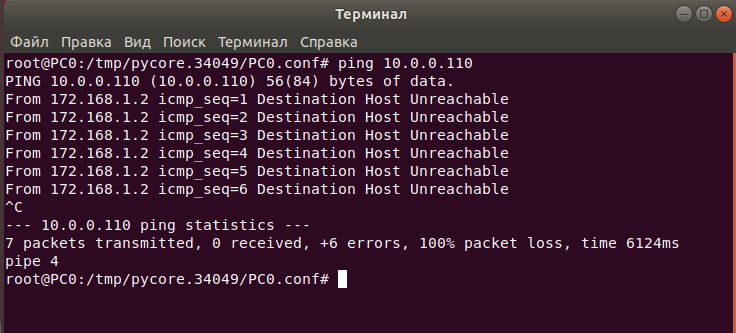 Терминал
Файл Правка Вид Поиск Терминал Справка
root@PC0:/tmp/pycore.34049/PC0.conf# ping 10.0.0.110
PING 10.0.0.110 (10.0.0.110) 56(84) bytes of data.
From 172.168.1.2 icmp_seq=1 Destination Host Unreachable
From 172.168.1.2 icmp_seq=2 Destination Host Unreachable
From 172.168.1.2 icmp_seq=3 Destination Host Unreachable
From 172.168.1.2 icmp_seq=4 Destination Host Unreachable
From 172.168.1.2 icmp_seq=5 Destination Host Unreachable
From 172.168.1.2 icmp_seq=6 Destination Host Unreachable
^C
--- 10.0.0.110 ping statistics ---
7 packets transmitted, 0 received, +6 errors, 100% packet loss, time 6124ms
pipe 4
root@PC0:/tmp/pycore.34049/PC0.conf#